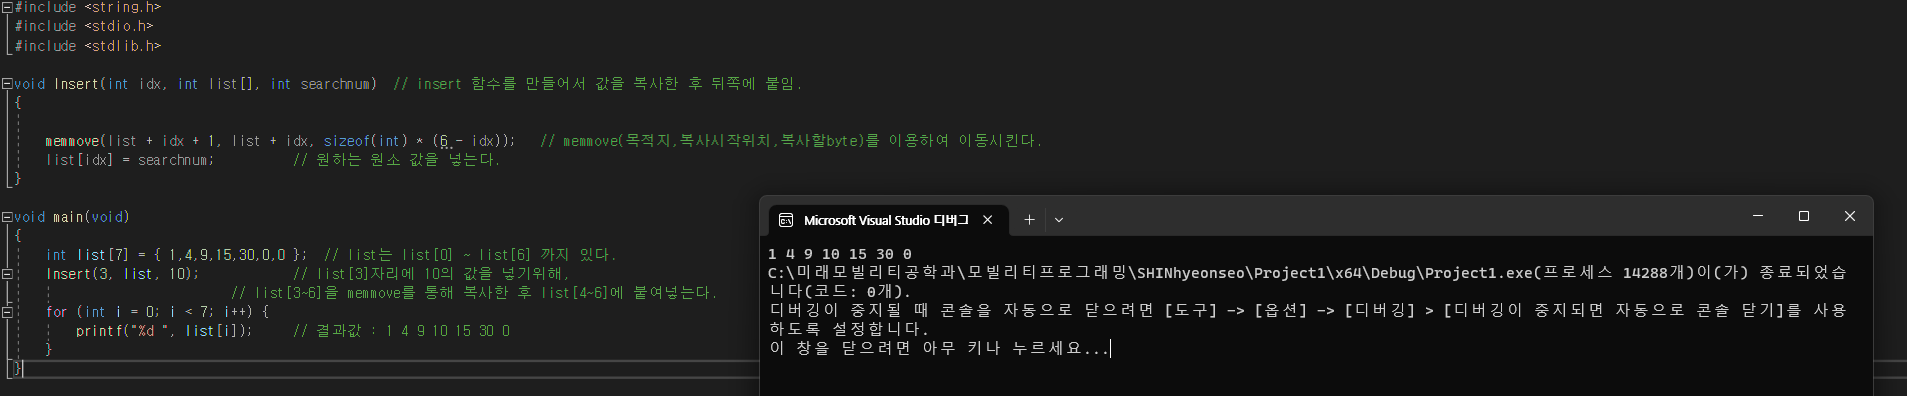 #include <string.h>
#include <stdio.h>
#include <stdlib.h>
void Insert(int idx, int list[], int searchnum)  // insert 함수를 만들어서 값을 복사한 후 뒤쪽에 붙임.
{
memmove(list + idx + 1, list + idx, sizeof(int) * (6 - idx));   // memmove(목적지,복사시작위치,복사할byte)를 이용하여 이동시킨다.
list[idx] = searchnum;          // 원하는 원소 값을 넣는다.
}
void main(void)
{
int list[7] = { 1,4,9,15,30,0,0 };  // list는 list[0] ~ list[6] 까지 있다.
Insert(3, list, 10);            // list[3]자리에 10의 값을 넣기위해,
// list[3~6]을 memmove를 통해 복사한 후 list[4~6]에 붙여넣는다.
for (int i = 0; i < 7; i++) {
printf("%d ", list[i]);     // 결과값 : 1 4 9 10 15 30 0
}
}
Microsoft Visual Studio 디버그
1 4 9 10 15 30 0
C:\미래모빌리티공학과\모빌리티프로그래밍\SHINhyeonseo\Project1\x64\Debug\Project1.exe(프로세스 14288개)이(가) 종료되었습
니다(코드: 0개).
디버깅이 중지될 때 콘솔을 자동으로 닫으려면 [도구] -> [옵션] -> [디버깅] > [디버깅이 중지되면 자동으로 콘솔 닫기]를 사용
하도록 설정합니다.
이 창을 닫으려면 아무 키나 누르세요...